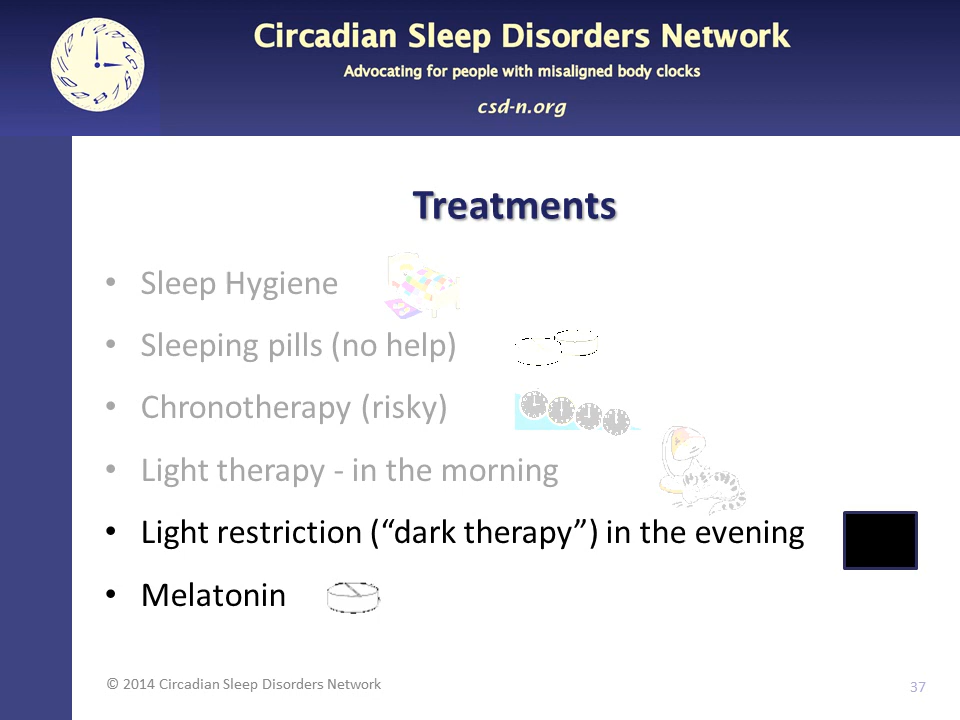 Circadian Sleep Disorders Network
Advocating for people with misaligned body clocks
csd-n.org
Treatments
• Sleep Hygiene
• Sleeping pills (no help)
• Chronotherapy (risky)
• Light therapy - in the morning
• Light restriction (“dark therapy”) in the evening
• Melatonin
© 2014 Circadian Sleep Disorders Network
37